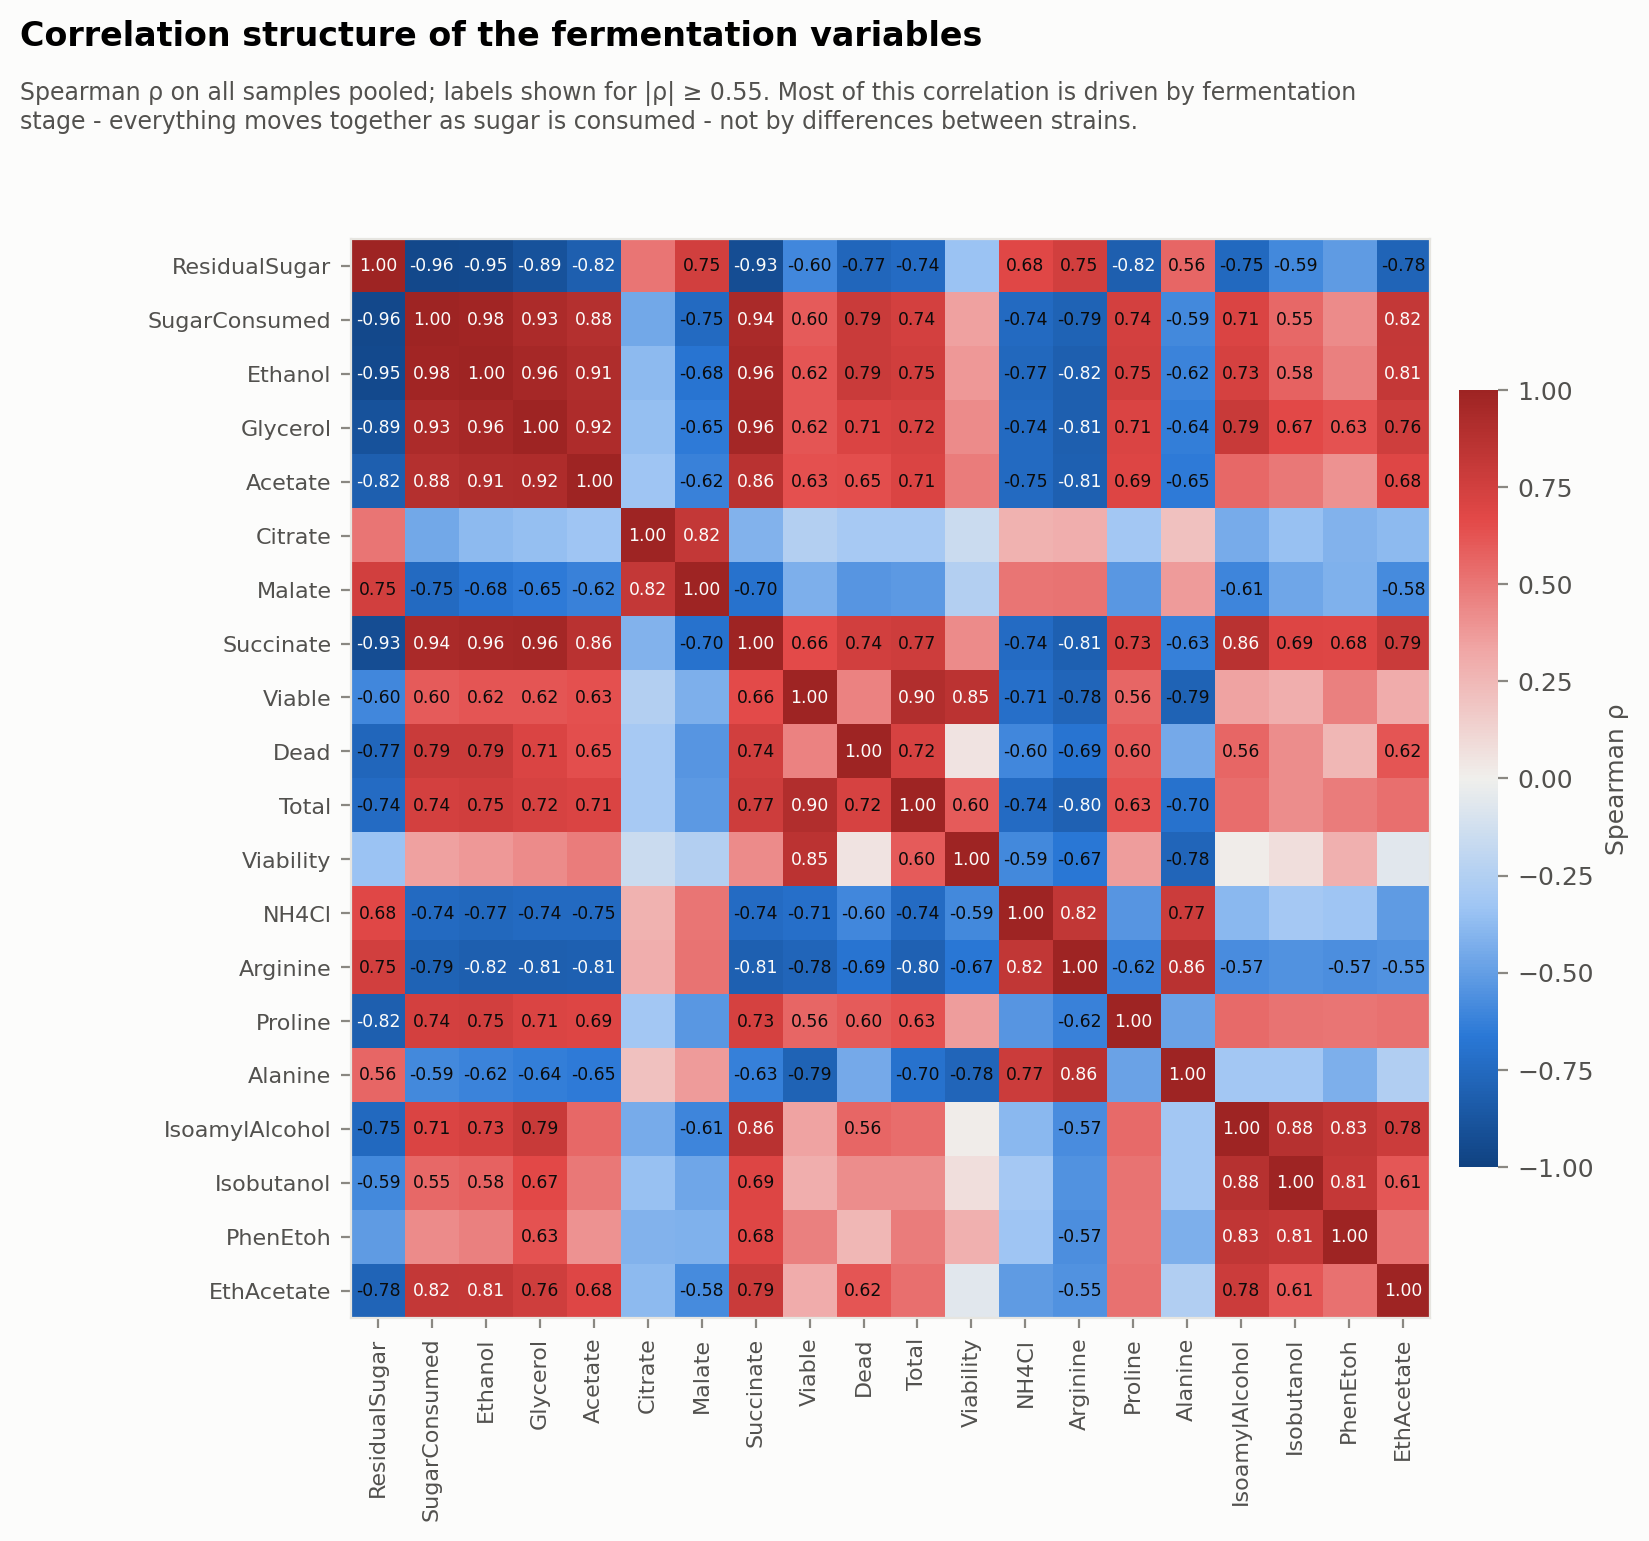 Correlation structure of the fermentation variables
Spearman ρ on all samples pooled; labels shown for |ρ| ≥ 0.55. Most of this correlation is driven by fermentation
stage - everything moves together as sugar is consumed - not by differences between strains.
ResidualSugar 1.00 -0.96 -0.95 -0.89 -0.82 0.75 -0.93 -0.60 -0.77 -0.74 0.68 0.75 -0.82 0.56 -0.75 -0.59 -0.78
SugarConsumed -0.96 1.00 0.98 0.93 0.88 -0.75 0.94 0.60 0.79 0.74 -0.74 -0.79 0.74 -0.59 0.71 0.55 0.82
Ethanol -0.95 0.98 1.00 0.96 0.91 -0.68 0.96 0.62 0.79 0.75 -0.77 -0.82 0.75 -0.62 0.73 0.58 0.81
Glycerol -0.89 0.93 0.96 1.00 0.92 -0.65 0.96 0.62 0.71 0.72 -0.74 -0.81 0.71 -0.64 0.79 0.67 0.63 0.76
Acetate -0.82 0.88 0.91 0.92 1.00 -0.62 0.86 0.63 0.65 0.71 -0.75 -0.81 0.69 -0.65 0.68
Citrate 1.00 0.82
Malate 0.75 -0.75 -0.68 -0.65 -0.62 0.82 1.00 -0.70 -0.61 -0.58
Succinate -0.93 0.94 0.96 0.96 0.86 -0.70 1.00 0.66 0.74 0.77 -0.74 -0.81 0.73 -0.63 0.86 0.69 0.68 0.79
Viable -0.60 0.60 0.62 0.62 0.63 0.66 1.00 0.90 0.85 -0.71 -0.78 0.56 -0.79
Dead -0.77 0.79 0.79 0.71 0.65 0.74 1.00 0.72 -0.60 -0.69 0.60 0.56 0.62
Total -0.74 0.74 0.75 0.72 0.71 0.77 0.90 0.72 1.00 0.60 -0.74 -0.80 0.63 -0.70
Viability 0.85 0.60 1.00 -0.59 -0.67 -0.78
NH4Cl 0.68 -0.74 -0.77 -0.74 -0.75 -0.74 -0.71 -0.60 -0.74 -0.59 1.00 0.82 0.77
Arginine 0.75 -0.79 -0.82 -0.81 -0.81 -0.81 -0.78 -0.69 -0.80 -0.67 0.82 1.00 -0.62 0.86 -0.57 -0.57 -0.55
Proline -0.82 0.74 0.75 0.71 0.69 0.73 0.56 0.60 0.63 -0.62 1.00
Alanine 0.56 -0.59 -0.62 -0.64 -0.65 -0.63 -0.79 -0.70 -0.78 0.77 0.86 1.00
IsoamylAlcohol -0.75 0.71 0.73 0.79 -0.61 0.86 0.56 -0.57 1.00 0.88 0.83 0.78
Isobutanol -0.59 0.55 0.58 0.67 0.69 0.88 1.00 0.81 0.61
PhenEtoh 0.63 0.68 -0.57 0.83 0.81 1.00
EthAcetate -0.78 0.82 0.81 0.76 0.68 -0.58 0.79 0.62 -0.55 0.78 0.61 1.00
ResidualSugar
SugarConsumed
Ethanol
Glycerol
Acetate
Citrate
Malate
Succinate
Viable
Dead
Total
Viability
NH4Cl
Arginine
Proline
Alanine
IsoamylAlcohol
Isobutanol
PhenEtoh
EthAcetate
1.00
0.75
0.50
0.25
0.00
−0.25
−0.50
−0.75
−1.00
Spearman ρ